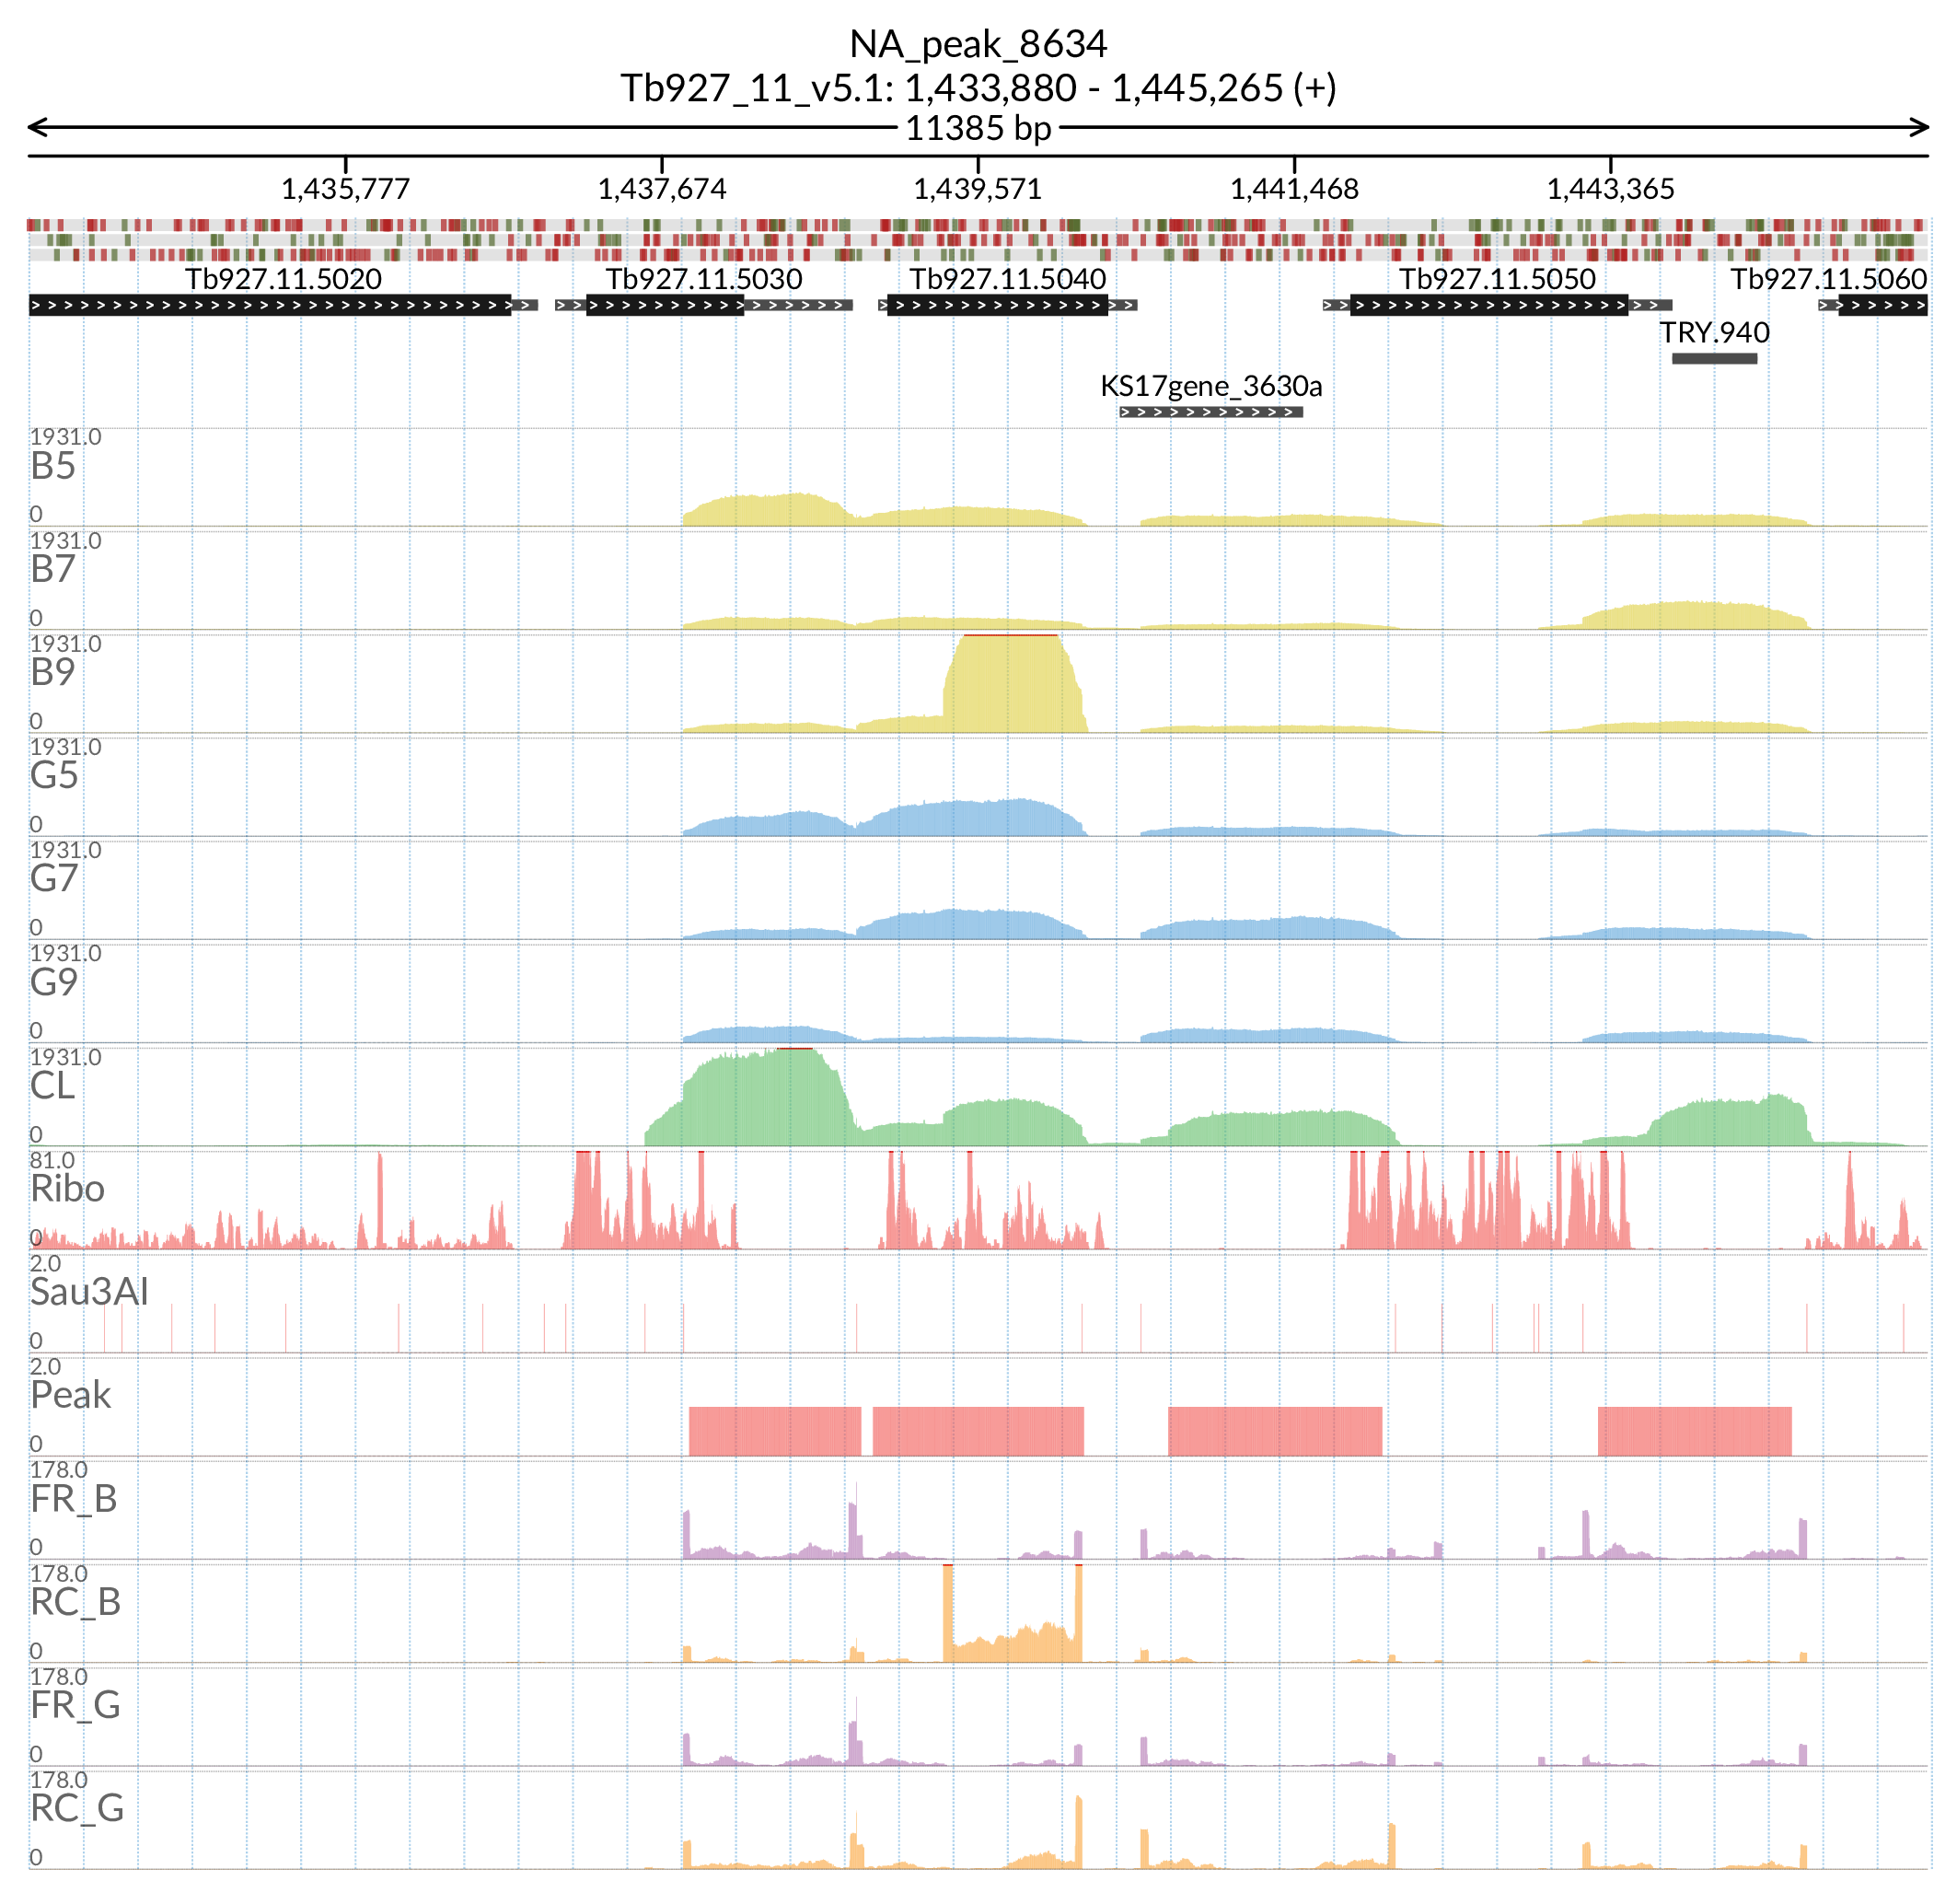 NA_peak_8634
Tb927_11_v5.1: 1,433,880 - 1,445,265 (+)
11385 bp
1,435,777 1,437,674 1,439,571 1,441,468 1,443,365
Tb927.11.5020 Tb927.11.5030 Tb927.11.5040 Tb927.11.5050 Tb927.11.5060
TRY.940
KS17gene_3630a
1931.0
B5
0
1931.0
B7
0
1931.0
B9
0
1931.0
G5
0
1931.0
G7
0
1931.0
G9
0
1931.0
CL
0
81.0
Ribo
0
2.0
Sau3AI
0
2.0
Peak
0
178.0
FR_B
0
178.0
RC_B
0
178.0
FR_G
0
178.0
RC_G
0